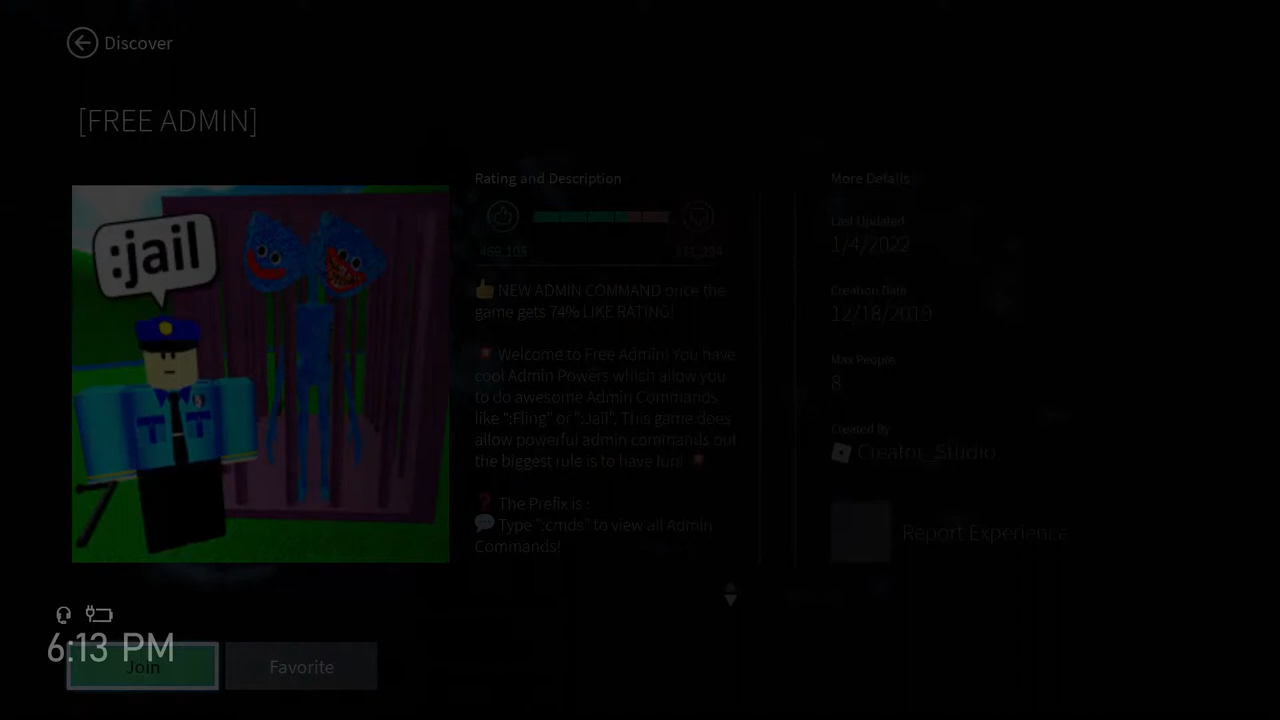 Discover
[FREE ADMIN]
:jail
Rating and Description
469,105
NEW ADMIN COMMAND once the
game gets 74% LIKE RATING!
Welcome to Free Admin! You have
cool Admin Powers which allow you
to do awesome Admin Commands
like ":Fling" or ":Jail". This game does
allow powerful admin commands but
the biggest rule is to have fun!
The Prefix is :
Type ":cmds" to view all Admin
Commands!
More Details
Last Updated
1/4/2022
Creation Date
12/18/2019
Max People
8
Created By
Creator_Studio
Report Experience
6:13 PM
Join
Favorite